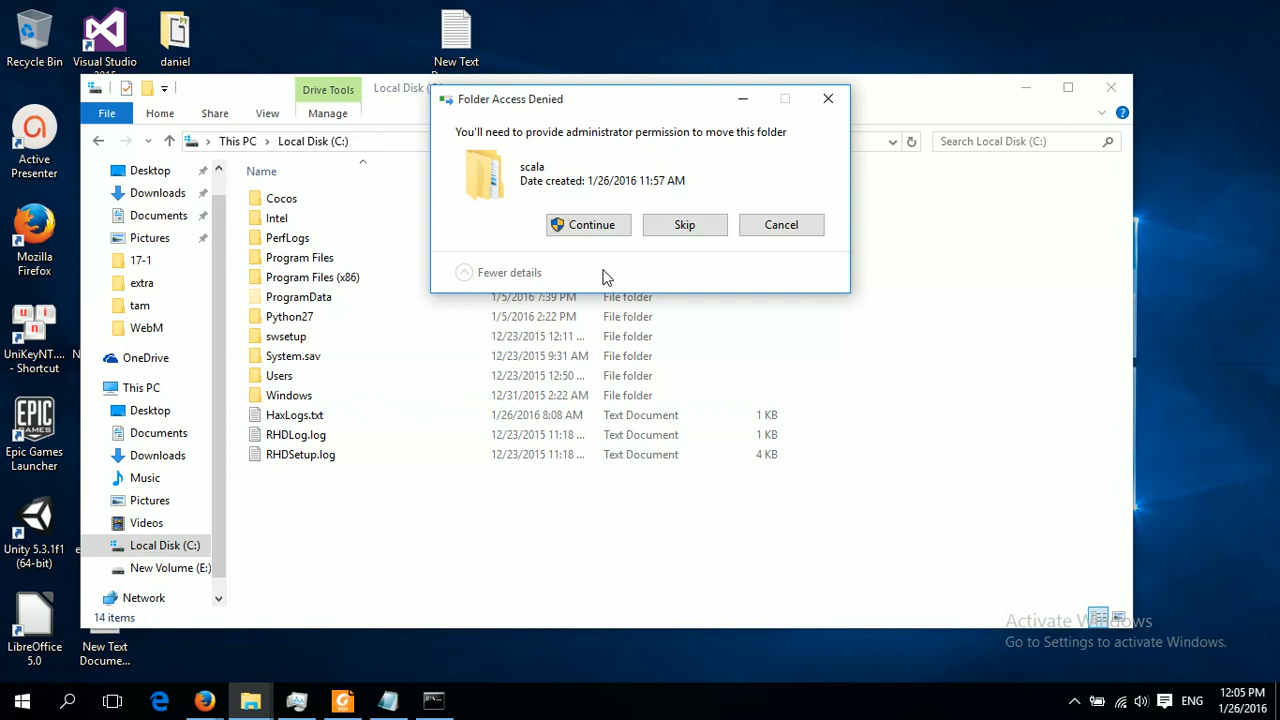 Recycle Bin
Visual Studio
2015
daniel
New Text
Active
Presenter
Mozilla
Firefox
UniKeyNT....
- Shortcut
Epic Games
Launcher
Unity 5.3.1f1
(64-bit)
LibreOffice
5.0
New Text
Docume...
Drive Tools
Local Disk (C:)
File
Home
Share
View
Manage
This PC
Local Disk (C:)
Search Local Disk (C:)
Desktop
Downloads
Documents
Pictures
17-1
extra
tam
WebM
OneDrive
This PC
Desktop
Documents
Downloads
Music
Pictures
Videos
Local Disk (C:)
New Volume (E:)
Network
Name
Cocos
Intel
PerfLogs
Program Files
Program Files (x86)
ProgramData 1/5/2016 7:39 PM File folder
Python27 1/5/2016 2:22 PM File folder
swsetup 12/23/2015 12:11 ... File folder
System.sav 12/23/2015 9:31 AM File folder
Users 12/23/2015 12:50 ... File folder
Windows 12/31/2015 2:22 AM File folder
HaxLogs.txt 1/26/2016 8:08 AM Text Document 1 KB
RHDLog.log 12/23/2015 11:18 ... Text Document 1 KB
RHDSetup.log 12/23/2015 11:18 ... Text Document 4 KB
14 items
Folder Access Denied
You'll need to provide administrator permission to move this folder
scala
Date created: 1/26/2016 11:57 AM
Continue
Skip
Cancel
Fewer details
Activate Windows
Go to Settings to activate Windows.
ENG
12:05 PM
1/26/2016